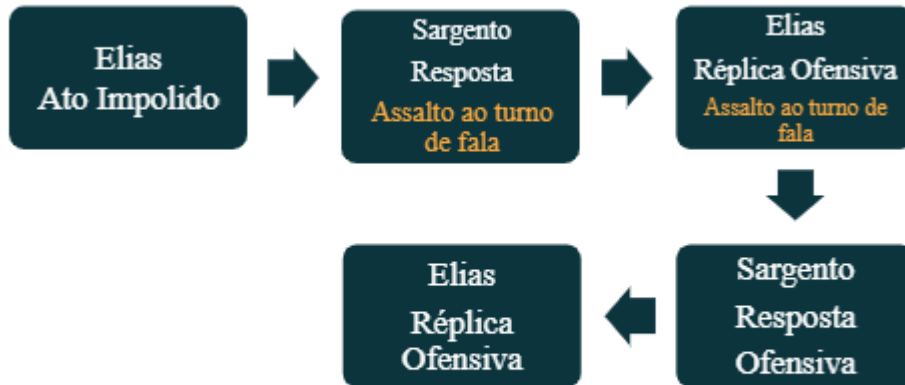 Elias
Ato Impolido
Sargento
Resposta
Assalto ao turno
de fala
Elias
Réplica Ofensiva
Assalto ao turno de
fala
Sargento
Resposta
Ofensiva
Elias
Réplica
Ofensiva